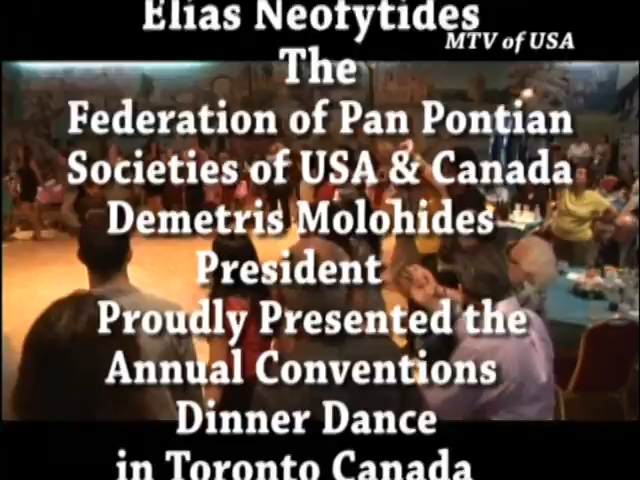 Elias Neofytides
MTV of USA
The
Federation of Pan Pontian
Societies of USA & Canada
Demetris Molohides
President
Proudly Presented the
Annual Conventions
Dinner Dance
in Toronto Canada